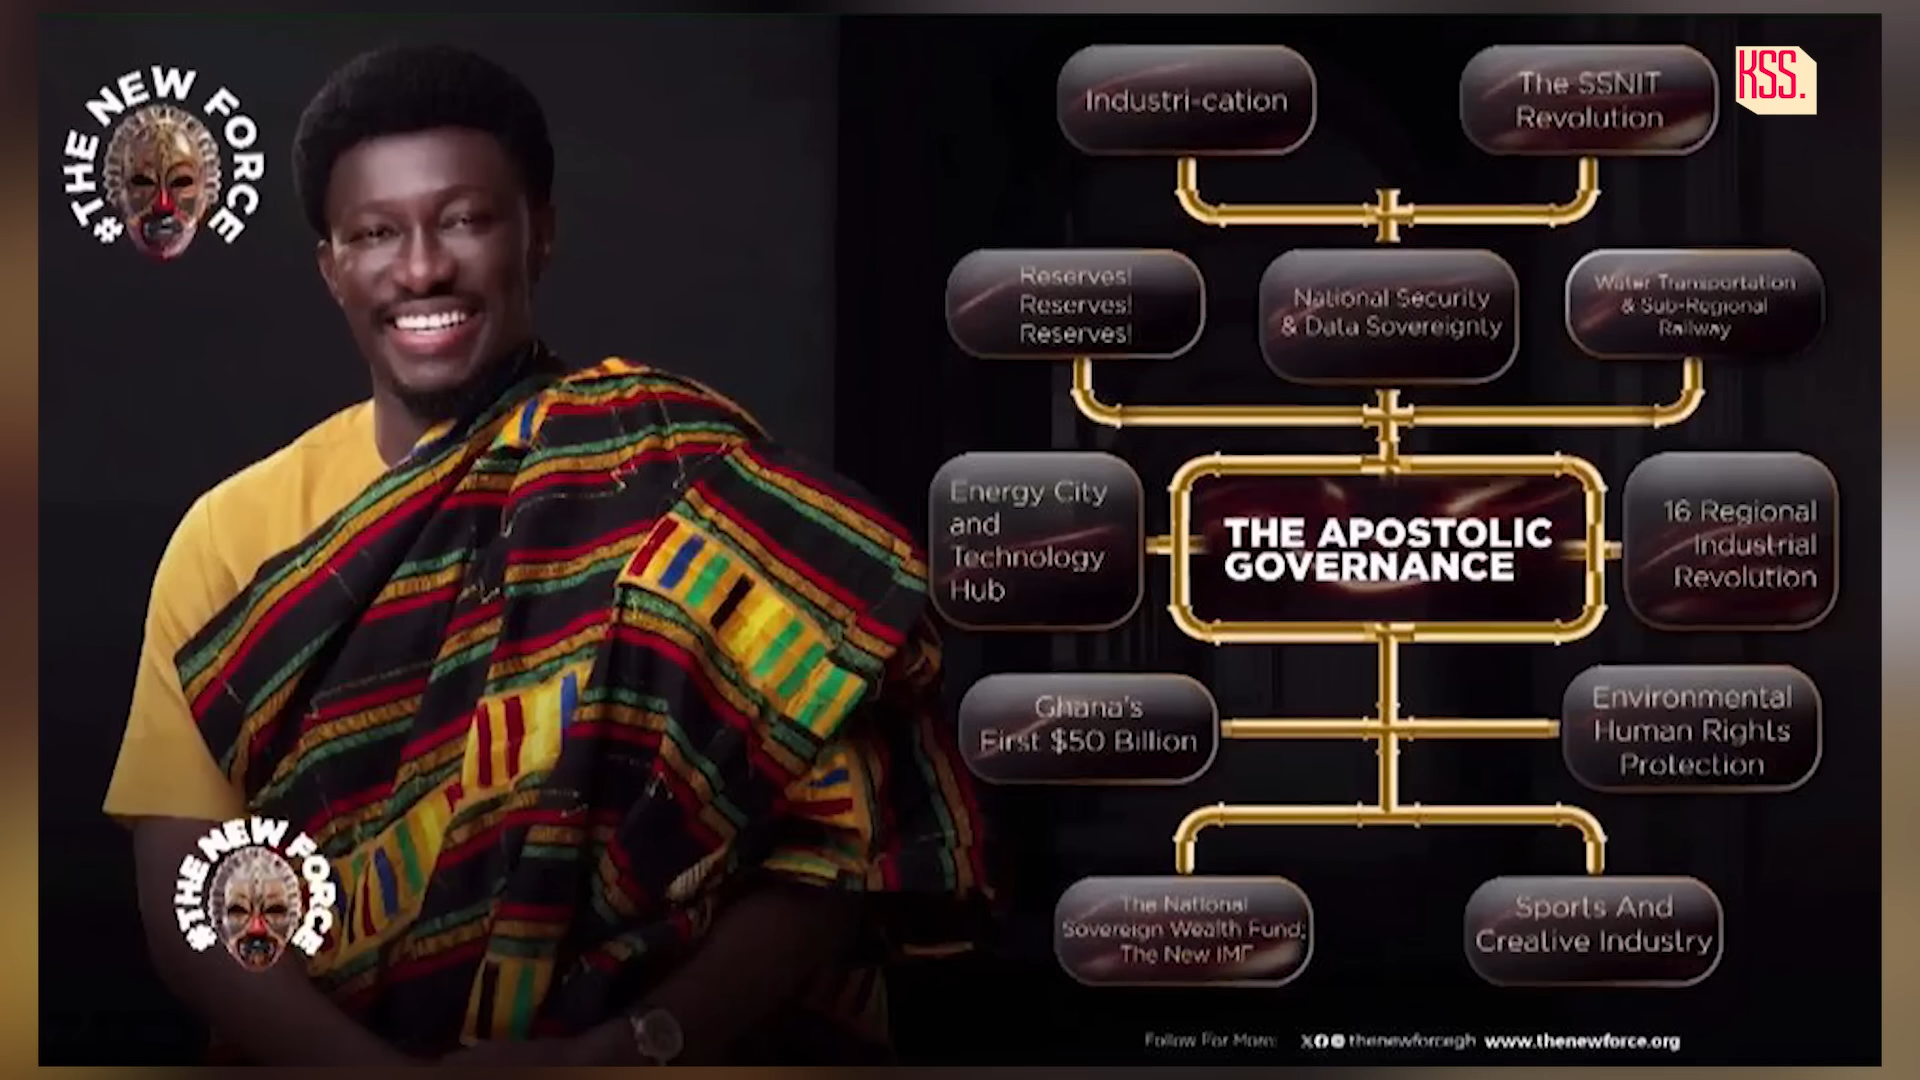 #THE NEW FORCE
KSS.
Industri-cation
The SSNIT
Revolution
Reserves!
Reserves!
Reserves!
National Security
& Data Sovereignty
Water Transportation
& Sub-Regional
Railway
Energy City
and
Technology
Hub
THE APOSTOLIC
GOVERNANCE
16 Regional
Industrial
Revolution
Ghana's
First $50 Billion
Environmental
Human Rights
Protection
#THE NEW FORCE
The National
Sovereign Wealth Fund;
The New IMF
Sports And
Creative Industry
Follow For More: thenewforcegh www.thenewforce.org